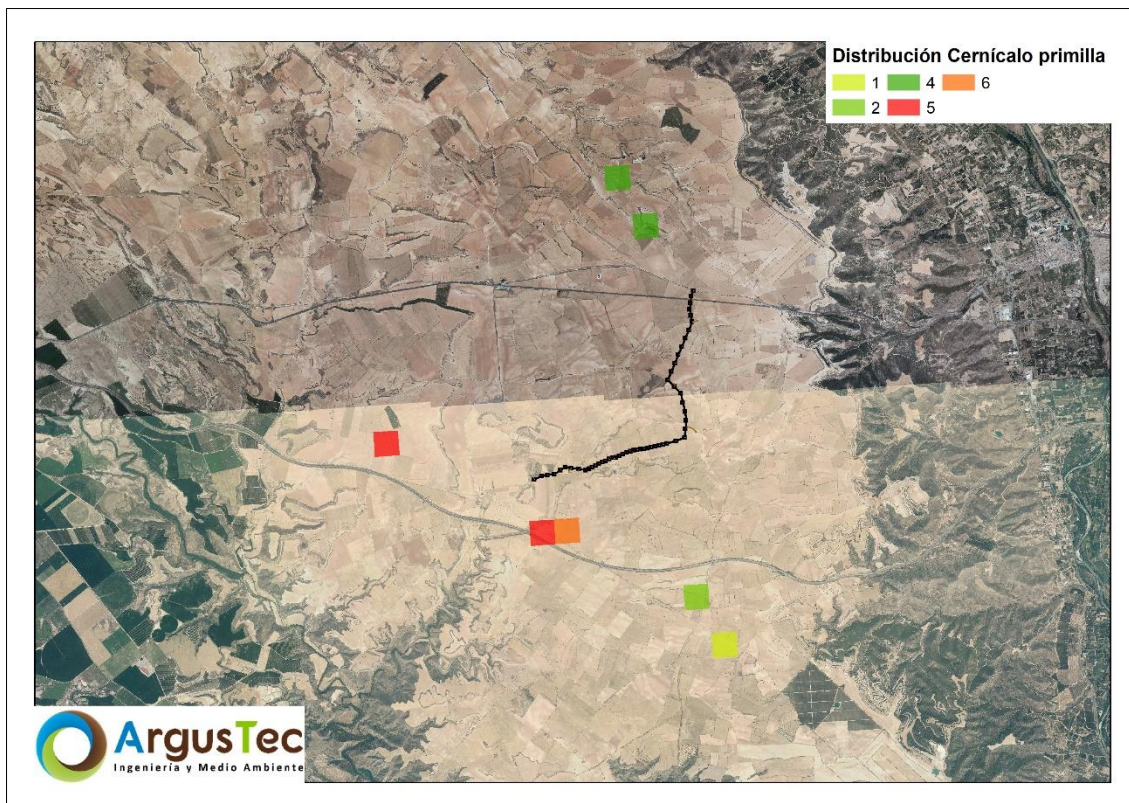 Distribución Cernícalo primilla
1 4 6
2 5
ArgusTec
Ingeniería y Medio Ambiente